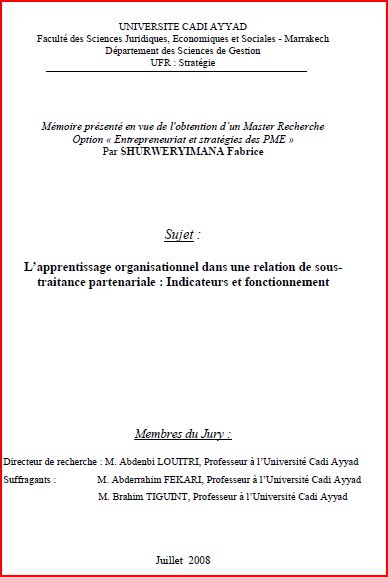 UNIVERSITE CADI AYYAD
Faculté des Sciences Juridiques, Economiques et Sociales - Marrakech
Département des Sciences de Gestion
UFR : Stratégie
Mémoire présenté en vue de l'obtention d'un Master Recherche
Option « Entrepreneuriat et stratégies des PME »
Par SHURWERYIMANA Fabrice
Sujet :
L'apprentissage organisationnel dans une relation de sous-
traitance partenariale : Indicateurs et fonctionnement
Membres du Jury :
Directeur de recherche : M. Abdenbi LOUITRI, Professeur à l'Université Cadi Ayyad
Suffragants : M. Abderrahim FEKARI, Professeur à l'Université Cadi Ayyad
M. Brahim TIGUINT, Professeur à l'Université Cadi Ayyad
Juillet 2008